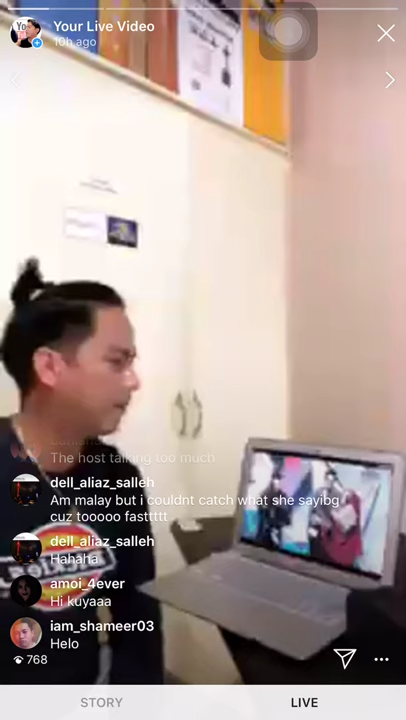 Your Live Video
10h ago
The host talking too much
dell_aliaz_salleh
Am malay but i couldnt catch what she sayibg
cuz tooooo fasttttt
dell_aliaz_salleh
Hahaha
amoi_4ever
Hi kuyaaa
iam_shameer03
Helo
768
STORY
LIVE